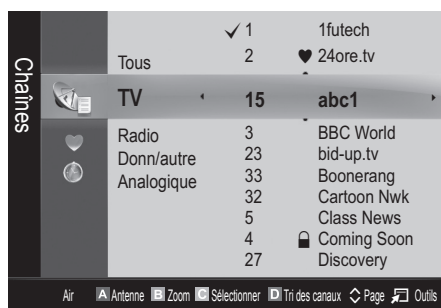 Chaînes
✓ 1 1futech
Tous 2 ♥ 24ore.tv
TV 15 abc1
Radio 3 BBC World
Donn/autre 23 bid-up.tv
Analogique 33 Boonerang
32 Cartoon Nwk
5 Class News
4 Coming Soon
27 Discovery
Air A Antenne B Zoom C Sélectionner D Tri des canaux Page Outils